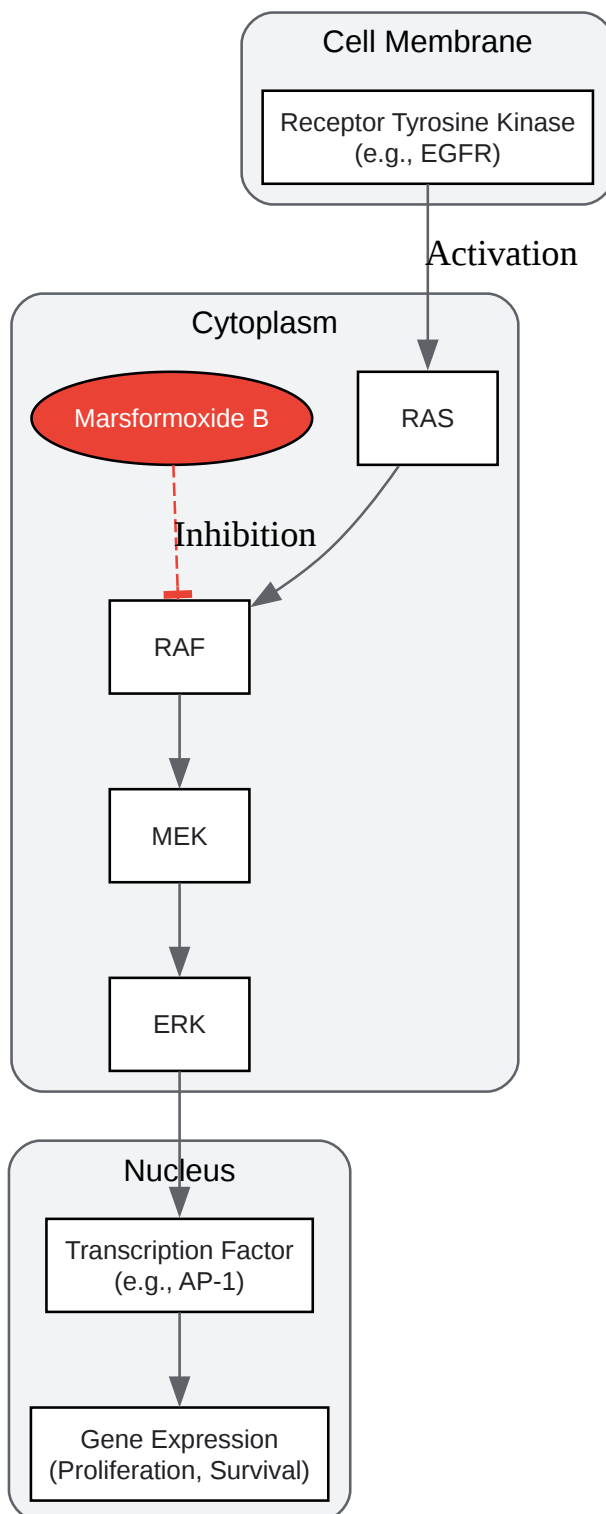 Cell Membrane
Receptor Tyrosine Kinase
(e.g., EGFR)
Activation
Cytoplasm
Marsformoxide B
RAS
Inhibition
RAF
MEK
ERK
Nucleus
Transcription Factor
(e.g., AP-1)
Gene Expression
(Proliferation, Survival)